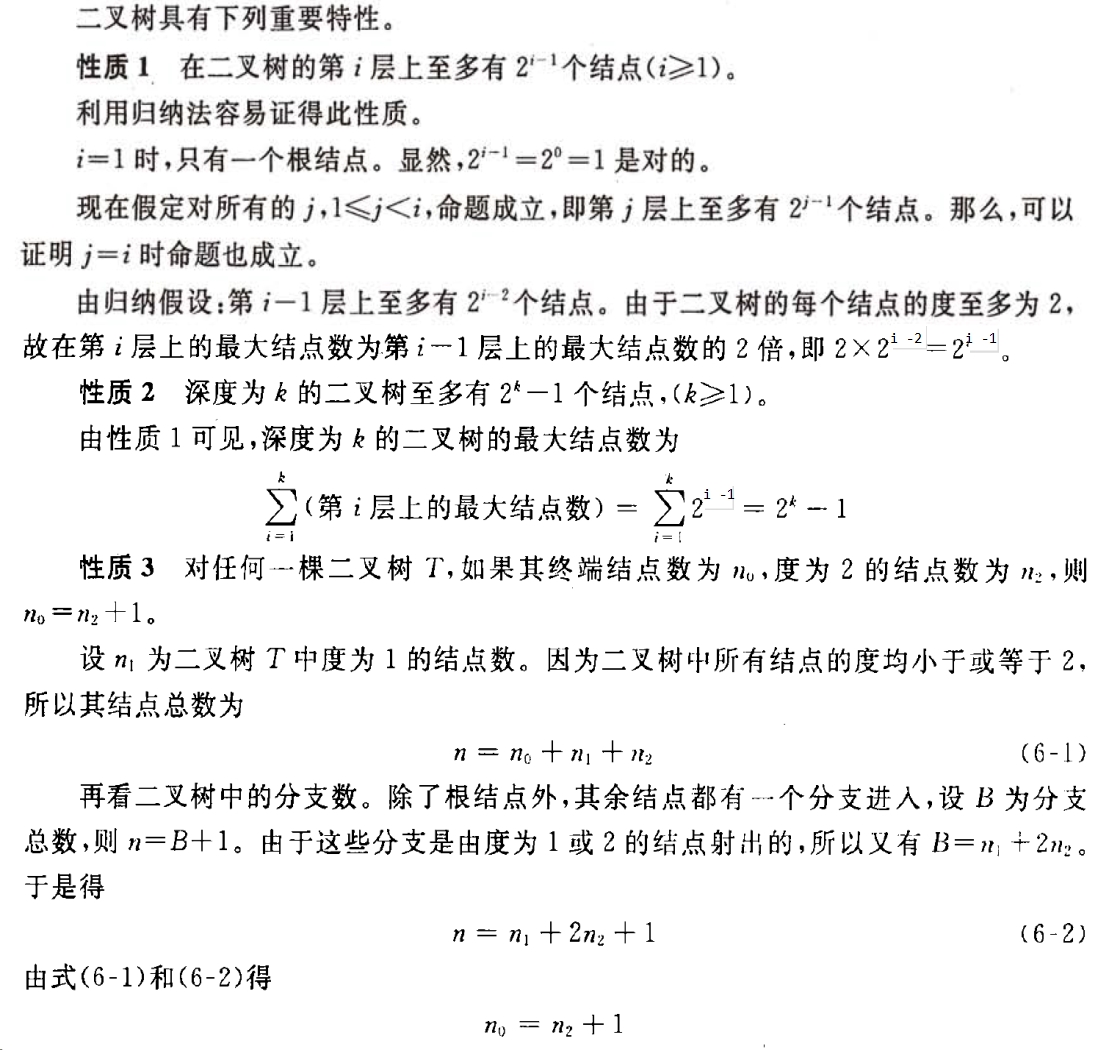 二叉树具有下列重要特性。
性质 1 在二叉树的第 i 层上至多有 2^{i-1}个结点(i≥1)。
利用归纳法容易证得此性质。
i=1 时,只有一个根结点。显然,2^{i-1}=2^0=1 是对的。
现在假定对所有的 j,1≤j<i,命题成立,即第 j 层上至多有 2^{j-1}个结点。那么,可以
证明 j=i 时命题也成立。
由归纳假设:第 i-1 层上至多有 2^{i-2}个结点。由于二叉树的每个结点的度至多为 2,
故在第 i 层上的最大结点数为第 i-1 层上的最大结点数的 2 倍,即 2×2^{i-2}=2^{i-1}。
性质 2 深度为 k 的二叉树至多有 2^k-1 个结点,(k≥1)。
由性质 1 可见,深度为 k 的二叉树的最大结点数为
\sum_{i=1}^{k}(第 i 层上的最大结点数) = \sum_{i=1}^{k} 2^{i-1} = 2^k - 1
性质 3 对任何一棵二叉树 T,如果其终端结点数为 n_0,度为 2 的结点数为 n_2,则
n_0=n_2+1。
设 n_1 为二叉树 T 中度为 1 的结点数。因为二叉树中所有结点的度均小于或等于 2,
所以其结点总数为
n = n_0 + n_1 + n_2 (6-1)
再看二叉树中的分支数。除了根结点外,其余结点都有一个分支进入,设 B 为分支
总数,则 n=B+1。由于这些分支是由度为 1 或 2 的结点射出的,所以又有 B=n_1+2n_2。
于是得
n = n_1 + 2n_2 + 1 (6-2)
由式(6-1)和(6-2)得
n_0 = n_2 + 1